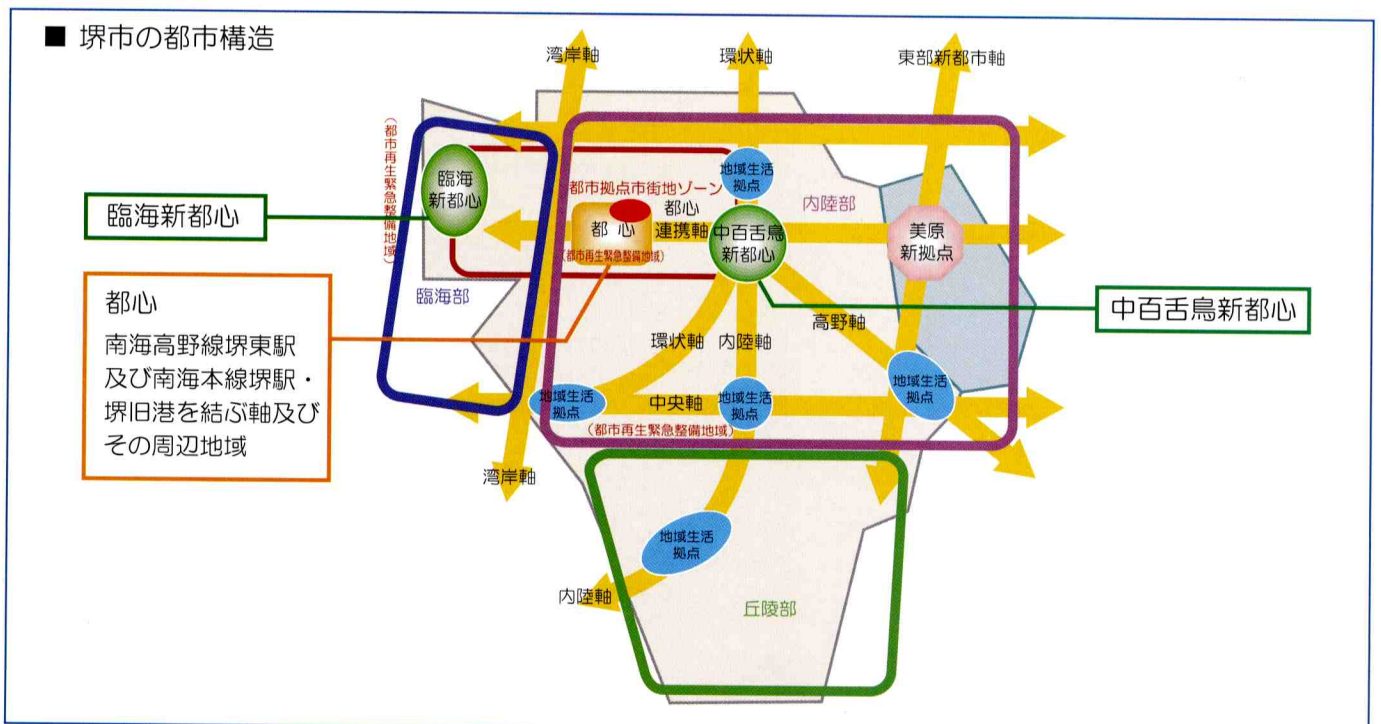 ■ 堺市の都市構造
湾岸軸
環状軸
東部新都市軸
(都市再生緊急整備地域)
臨海
新都心
地域生活
拠点
都市拠点市街地ゾーン
都心
連携軸
内陸部
都 心
(都市再生緊急整備地域)
中百舌鳥
新都心
美原
新拠点
臨海新都心
臨海部
都心
南海高野線堺東駅
及び南海本線堺駅・
堺旧港を結ぶ軸及び
その周辺地域
中百舌鳥新都心
高野軸
環状軸
内陸軸
地域生活
拠点
中央軸
地域生活
拠点
地域生活
拠点
(都市再生緊急整備地域)
湾岸軸
地域生活
拠点
内陸軸
丘陵部